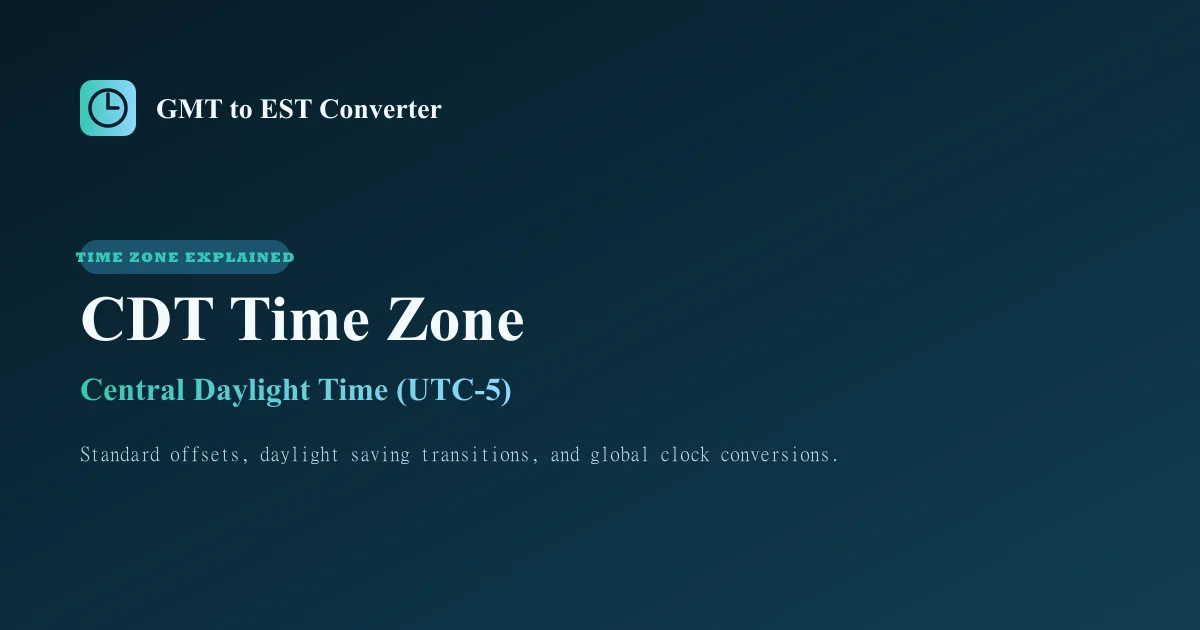 GMT to EST Converter
TIME ZONE EXPLAINED
CDT Time Zone
Central Daylight Time (UTC-5)
Standard offsets, daylight saving transitions, and global clock conversions.